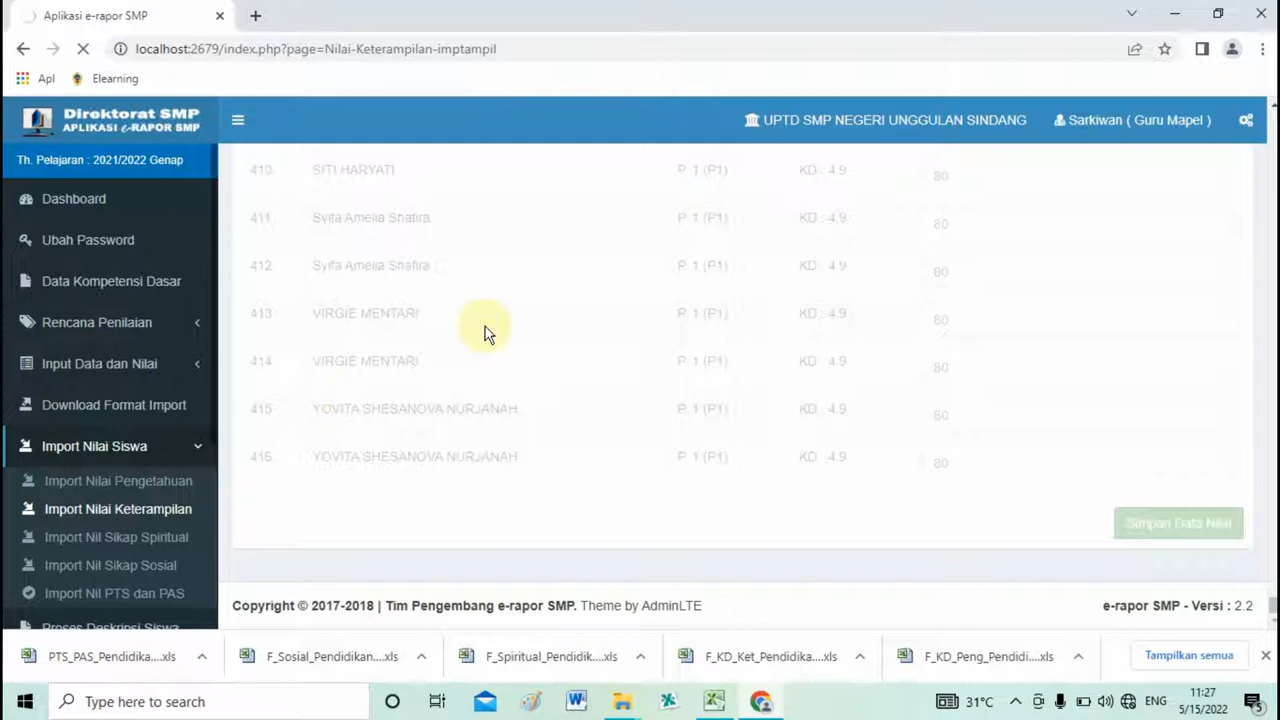 Aplikasi e-rapor SMP
localhost:2679/index.php?page=Nilai-Keterampilan-imptampil
Apl Elearning
Direktorat SMP
APLIKASI e-RAPOR SMP
UPTD SMP NEGERI UNGGULAN SINDANG
Sarkiwan ( Guru Mapel )
Th. Pelajaran : 2021/2022 Genap
Dashboard
Ubah Password
Data Kompetensi Dasar
Rencana Penilaian
Input Data dan Nilai
Download Format Import
Import Nilai Siswa
Import Nilai Pengetahuan
Import Nilai Keterampilan
Import Nil Sikap Spiritual
Import Nil Sikap Sosial
Import Nil PTS dan PAS
Proses Deskripsi Siswa
410. SITI HARYATI P. 1 (P1) KD : 4.9 80
411. Syifa Amelia Shafira P. 1 (P1) KD : 4.9 80
412. Syifa Amelia Shafira P. 1 (P1) KD : 4.9 80
413. VIRGIE MENTARI P. 1 (P1) KD : 4.9 80
414. VIRGIE MENTARI P. 1 (P1) KD : 4.9 80
415. YOVITA SHESANOVA NURJANAH P. 1 (P1) KD : 4.9 80
416. YOVITA SHESANOVA NURJANAH P. 1 (P1) KD : 4.9 80
Simpan Data Nilai
Copyright © 2017-2018 | Tim Pengembang e-rapor SMP. Theme by AdminLTE
e-rapor SMP - Versi : 2.2
PTS_PAS_Pendidika....xls
F_Sosial_Pendidikan....xls
F_Spiritual_Pendidik....xls
F_KD_Ket_Pendidika....xls
F_KD_Peng_Pendidi....xls
Tampilkan semua
Type here to search
31°C
ENG
11:27
5/15/2022
5